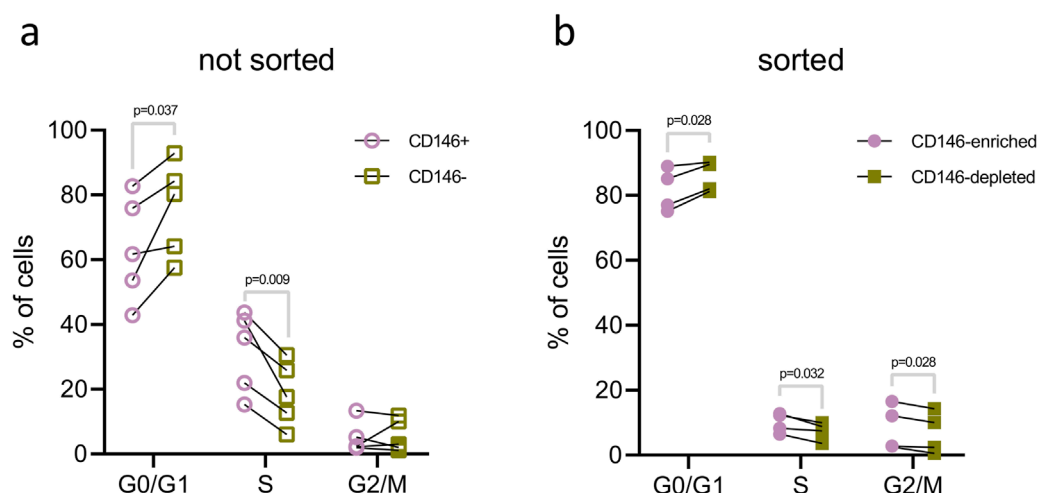 a
not sorted
p=0.037
CD146+
CD146-
p=0.009
% of cells
100
80
60
40
20
0
G0/G1
S
G2/M
b
sorted
p=0.028
CD146-enriched
CD146-depleted
p=0.032
p=0.028
% of cells
100
80
60
40
20
0
G0/G1
S
G2/M